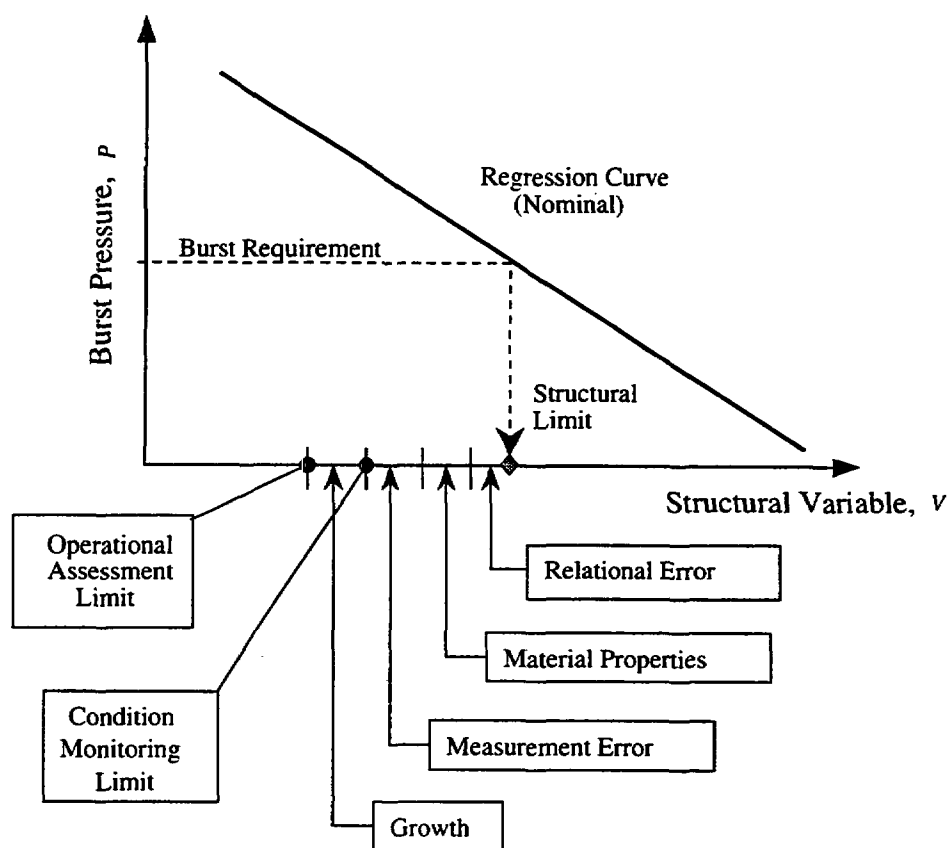 Burst Pressure, P
Regression Curve
(Nominal)
Burst Requirement
Structural
Limit
Structural Variable, V
Operational
Assessment
Limit
Relational Error
Material Properties
Condition
Monitoring
Limit
Measurement Error
Growth